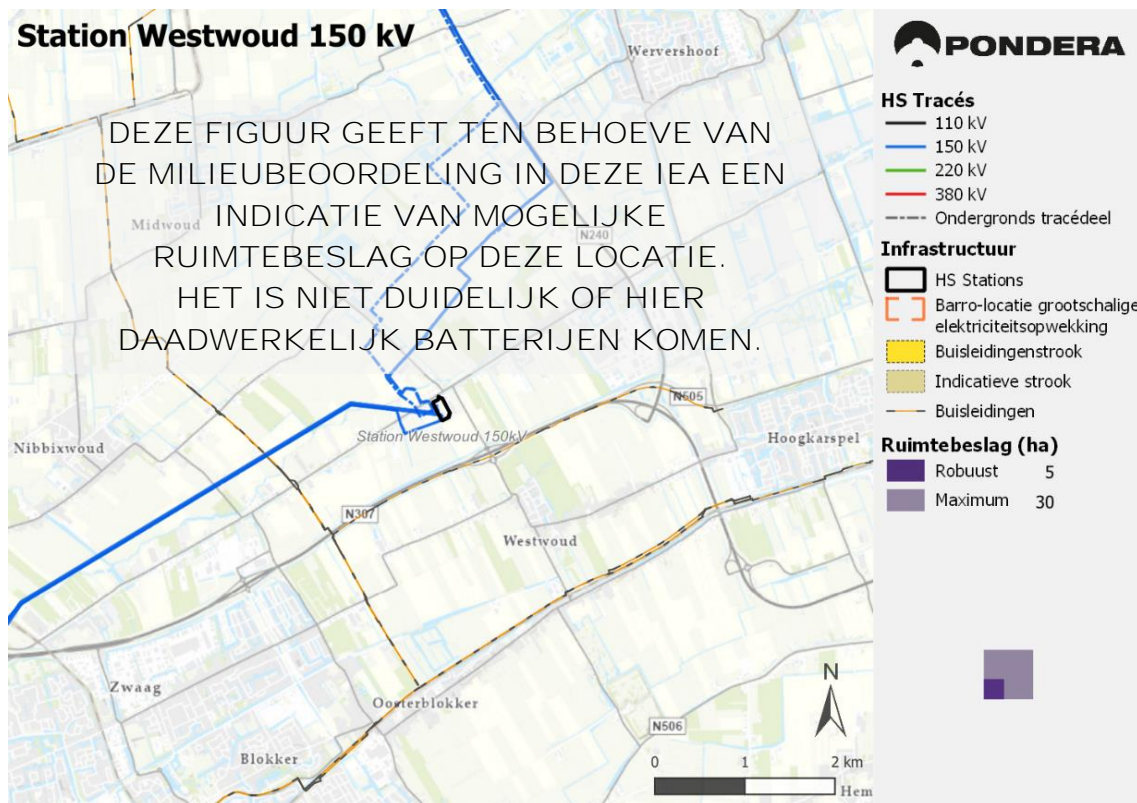 Station Westwoud 150 kV
Wervershoof
DEZE FIGUUR GEEFT TEN BEHOEVE VAN
DE MILIEUBEOORDELING IN DEZE IEA EEN
INDICATIE VAN MOGELIJKE
RUIMTEBESLAG OP DEZE LOCATIE.
HET IS NIET DUIDELIJK OF HIER
DAADWERKELIJK BATTERIJEN KOMEN.
Midwoud
N240
N505
Nibbixwoud
Station Westwoud 150kV
Hoogkarspel
N307
Westwoud
Zwaag
Oosterblokker
Blokker
N506
N
0 1 2 km
Hem
PONDERA
HS Tracés
110 kV
150 kV
220 kV
380 kV
Ondergronds tracédeel
Infrastructuur
HS Stations
Barro-locatie grootschalige
elektriciteitsopwekking
Buisleidingenstrook
Indicatieve strook
Buisleidingen
Ruimtebeslag (ha)
Robuust 5
Maximum 30